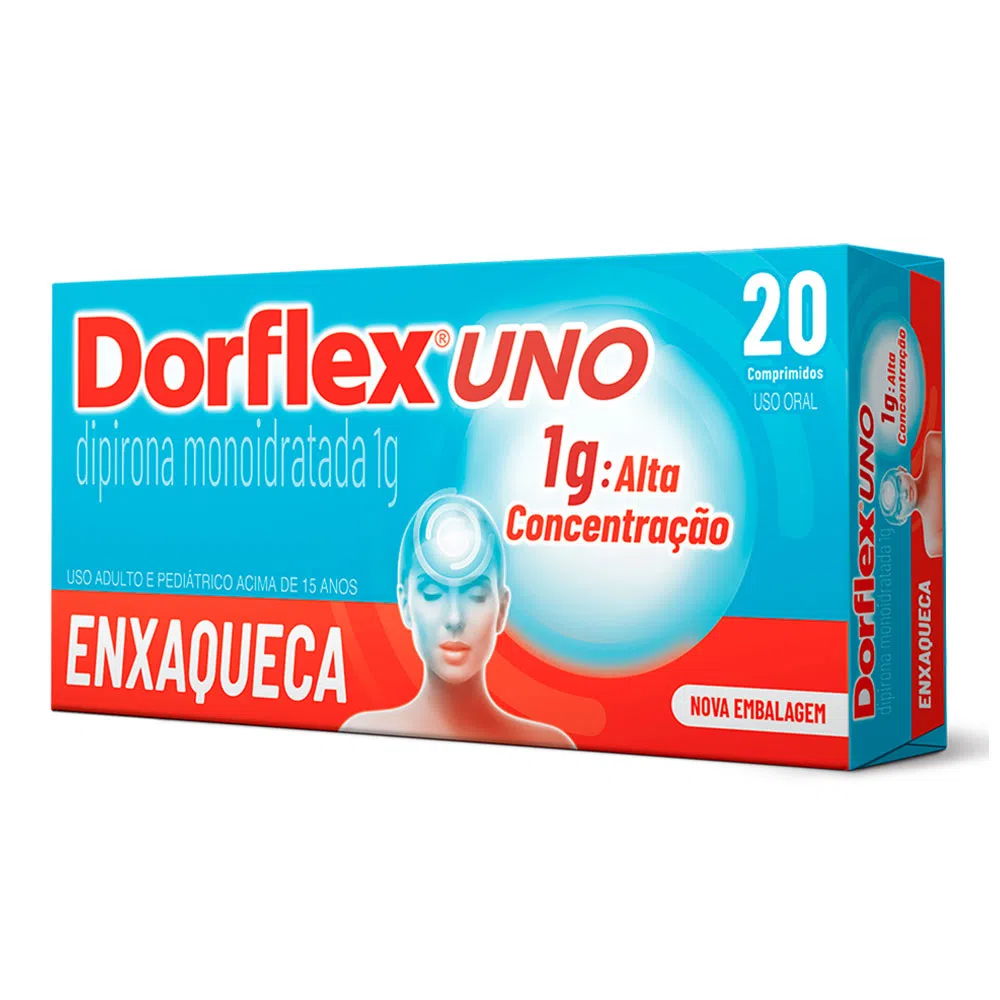 Dorflex® UNO
dipirona monoidratada 1g
20
Comprimidos
USO ORAL
1g: Alta
Concentração
USO ADULTO E PEDIÁTRICO ACIMA DE 15 ANOS
ENXAQUECA
NOVA EMBALAGEM
Dorflex UNO
dipirona monoidratada 1g
1g: Alta
Concentração
ENXAQUECA